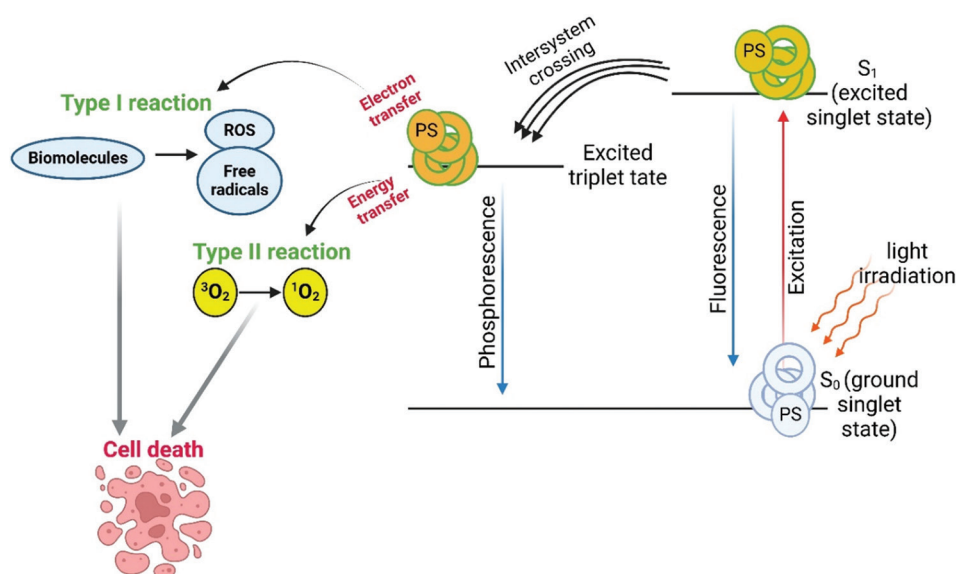 Intersystem
crossing
PS
S₁
(excited
singlet state)
Type I reaction
Electron
transfer
PS
ROS
Biomolecules
Free
radicals
Excited
triplet tate
Energy
transfer
Type II reaction
³O₂
¹O₂
Phosphorescence
Fluorescence
Excitation
light
irradiation
S₀ (ground
singlet
state)
PS
Cell death